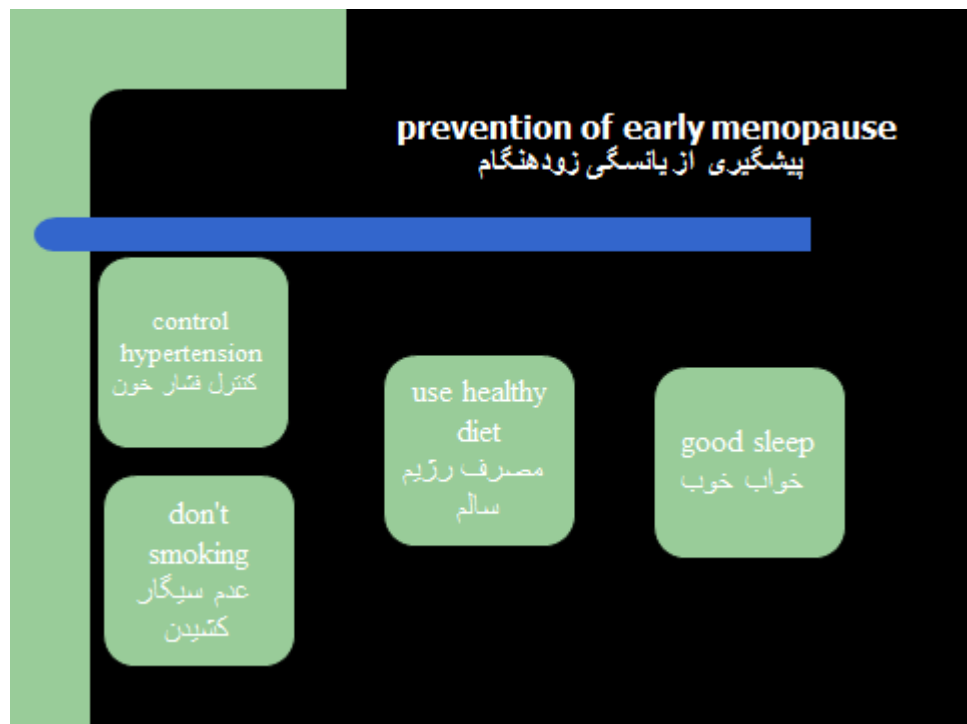 prevention of early menopause
پیشگیری از یائسگی زودهنگام
control
hypertension
کنترل فشار خون
don't
smoking
عدم سیگار
کشیدن
use healthy
diet
مصرف رژیم
سالم
good sleep
خواب خوب